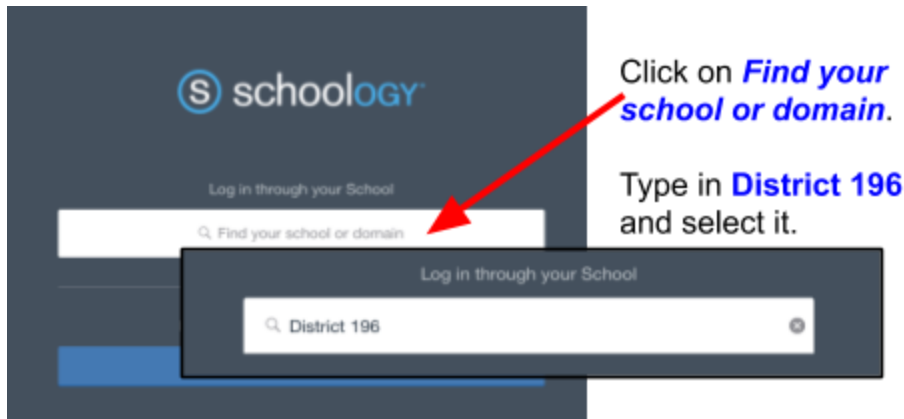 S schoology
Log in through your School
Find your school or domain
Click on Find your
school or domain.
Type in District 196
and select it.
Log in through your School
District 196